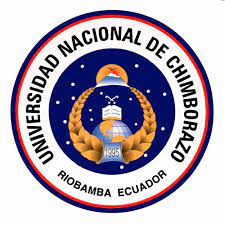 UNIVERSIDAD NACIONAL DE CHIMBORAZO
1995
RIOBAMBA ECUADOR